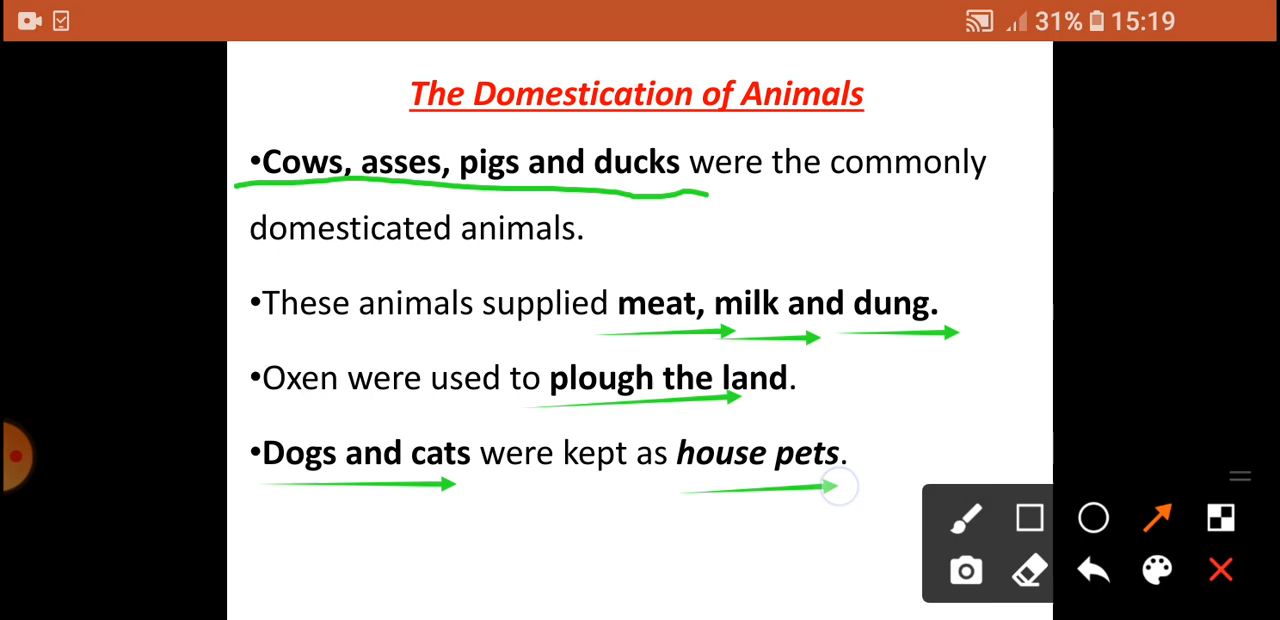 31% 15:19
The Domestication of Animals
•Cows, asses, pigs and ducks were the commonly
domesticated animals.
•These animals supplied meat, milk and dung.
•Oxen were used to plough the land.
•Dogs and cats were kept as house pets.